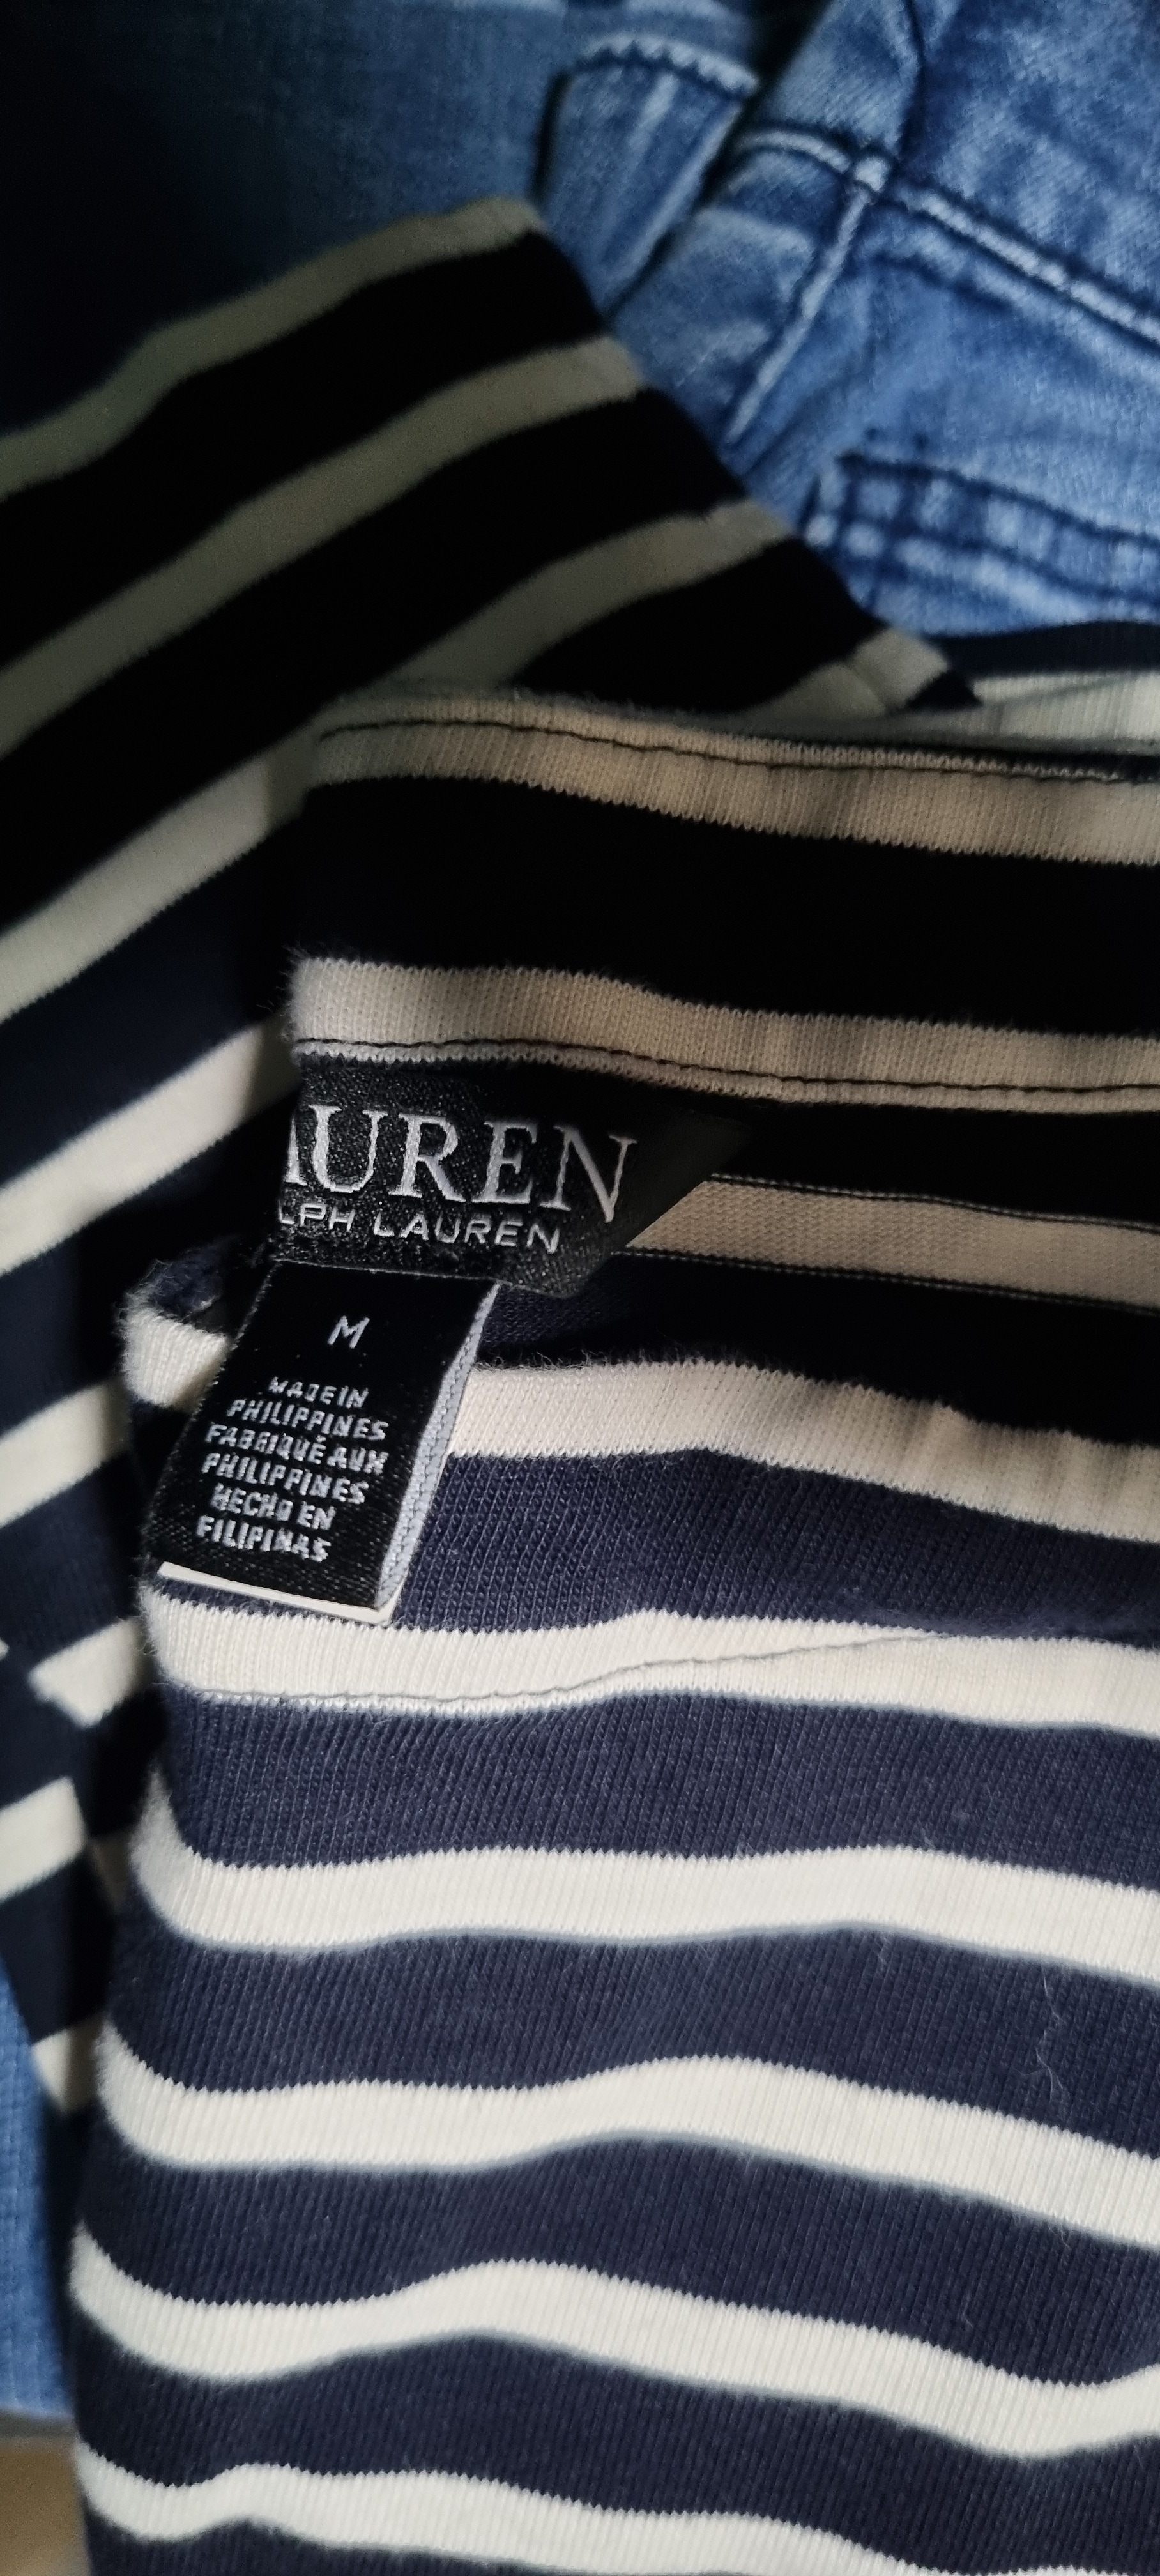 AUREN
LPH LAUREN
M
MADE IN
PHILIPPINES
FABRIQUÉ AUX
PHILIPPINES
HECHO EN
FILIPINAS